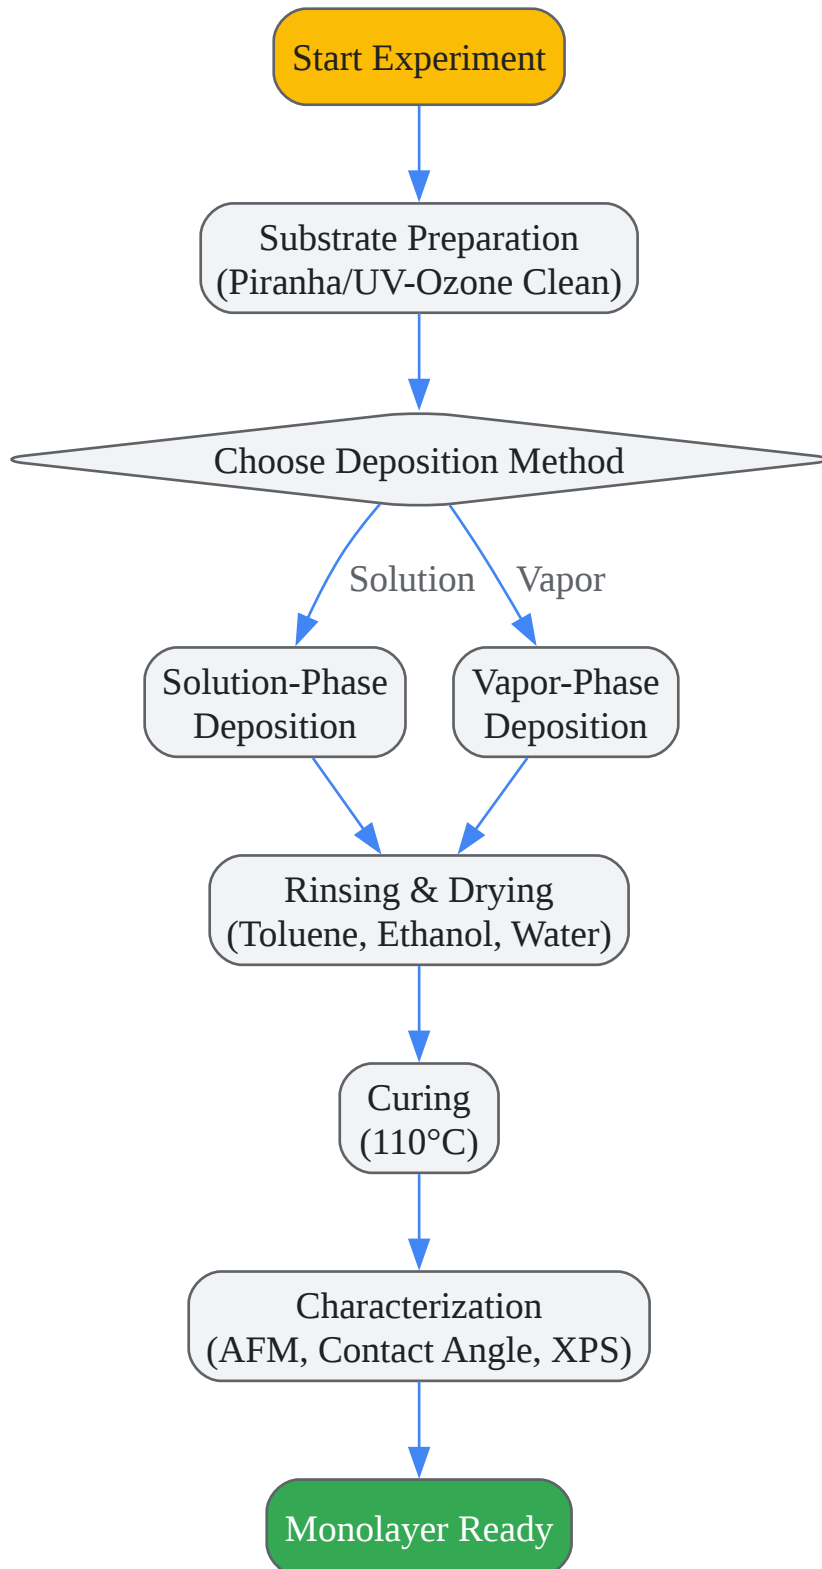 Start Experiment
Substrate Preparation
(Piranha/UV-Ozone Clean)
Choose Deposition Method
Solution
Vapor
Solution-Phase
Deposition
Vapor-Phase
Deposition
Rinsing & Drying
(Toluene, Ethanol, Water)
Curing
(110°C)
Characterization
(AFM, Contact Angle, XPS)
Monolayer Ready